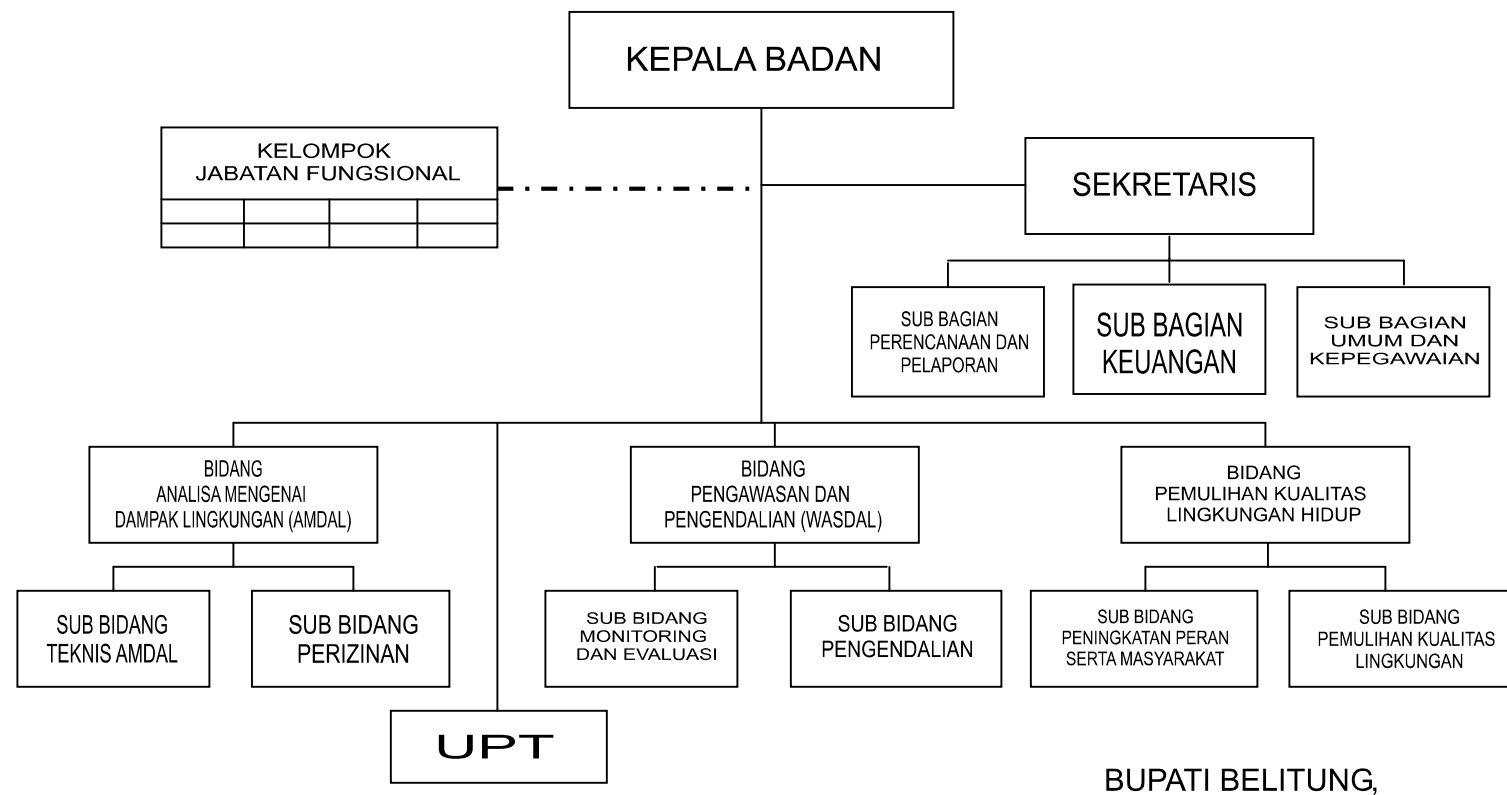 KEPALA BADAN
KELOMPOK
JABATAN FUNGSIONAL
SEKRETARIS
SUB BAGIAN
PERENCANAAN DAN
PELAPORAN
SUB BAGIAN
KEUANGAN
SUB BAGIAN
UMUM DAN
KEPEGAWAIAN
BIDANG
ANALISA MENGENAI
DAMPAK LINGKUNGAN (AMDAL)
BIDANG
PENGAWASAN DAN
PENGENDALIAN (WASDAL)
BIDANG
PEMULIHAN KUALITAS
LINGKUNGAN HIDUP
SUB BIDANG
TEKNIS AMDAL
SUB BIDANG
PERIZINAN
SUB BIDANG
MONITORING
DAN EVALUASI
SUB BIDANG
PENGENDALIAN
SUB BIDANG
PENINGKATAN PERAN
SERTA MASYARAKAT
SUB BIDANG
PEMULIHAN KUALITAS
LINGKUNGAN
UPT
BUPATI BELITUNG,